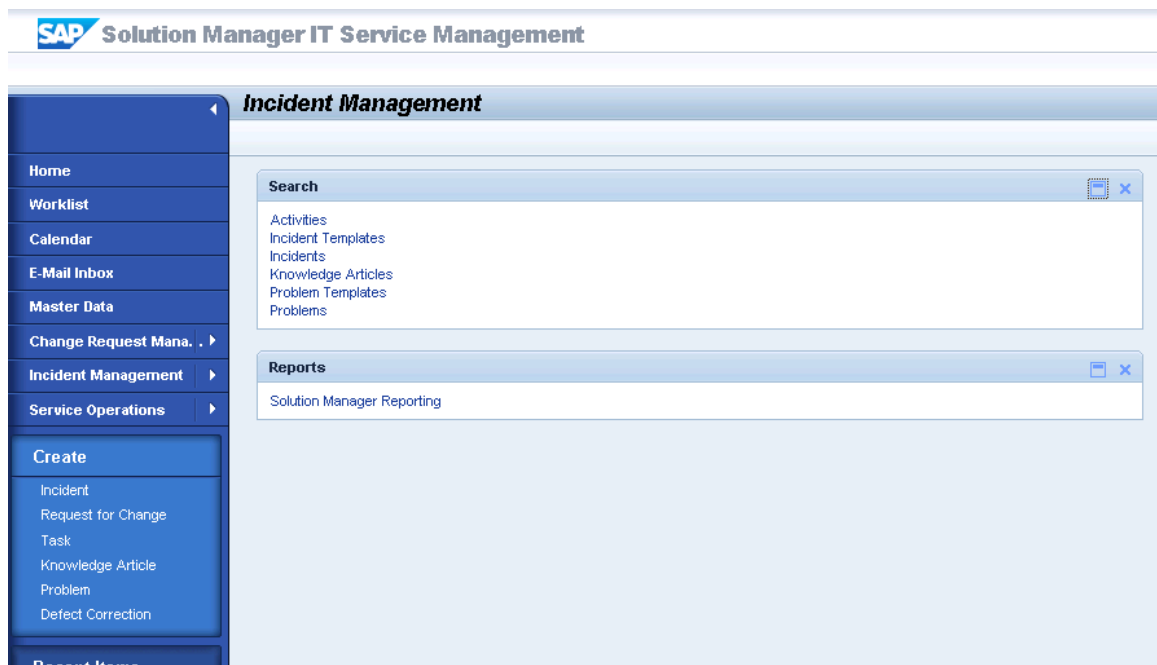 SAP Solution Manager IT Service Management
Incident Management
Home
Worklist
Calendar
E-Mail Inbox
Master Data
Change Request Mana. .
Incident Management
Service Operations
Create
Incident
Request for Change
Task
Knowledge Article
Problem
Defect Correction
Recent Items
Search
Activities
Incident Templates
Incidents
Knowledge Articles
Problem Templates
Problems
Reports
Solution Manager Reporting